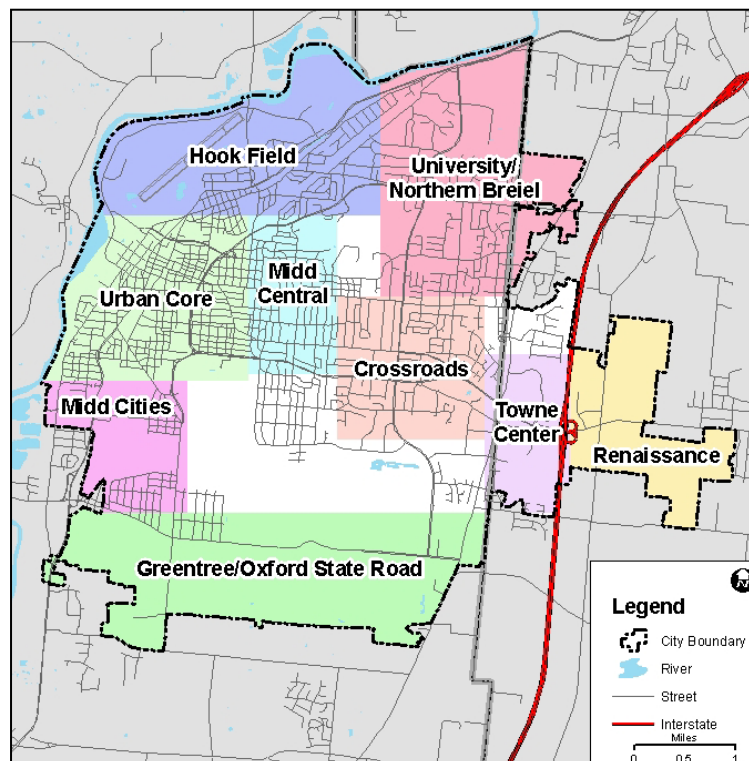 Hook Field
University/
Northern Breiel
Midd
Central
Urban Core
Crossroads
Midd Cities
Towne
Center
Renaissance
Greentree/Oxford State Road
N
Legend
City Boundary
River
Street
Interstate
Miles
0 0.5 1